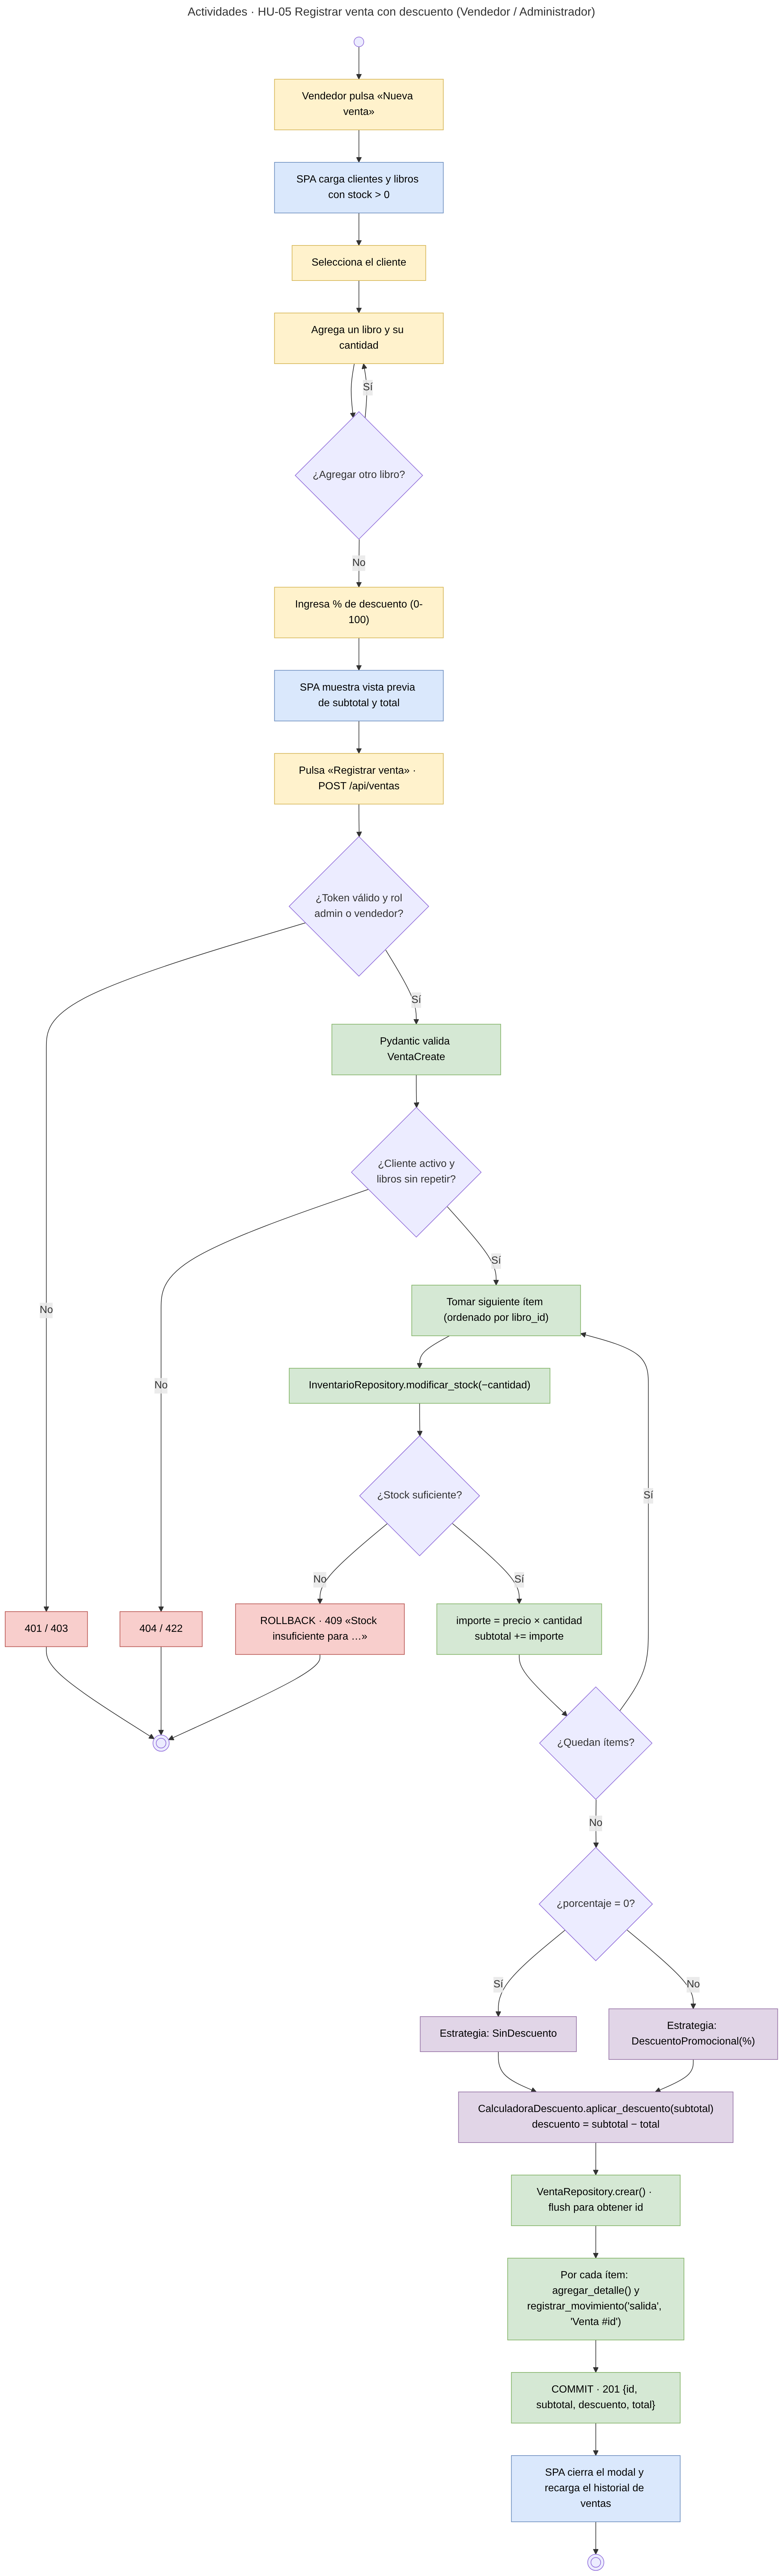 Actividades · HU-05 Registrar venta con descuento (Vendedor / Administrador)
Vendedor pulsa «Nueva
venta»
SPA carga clientes y libros
con stock > 0
Selecciona el cliente
Agrega un libro y su
cantidad
Sí
¿Agregar otro libro?
No
Ingresa % de descuento (0-
100)
SPA muestra vista previa
de subtotal y total
Pulsa «Registrar venta» ·
POST /api/ventas
¿Token válido y rol
admin o vendedor?
Sí
Pydantic valida
VentaCreate
¿Cliente activo y
libros sin repetir?
Sí
No
Tomar siguiente ítem
(ordenado por libro_id)
No
InventarioRepository.modificar_stock(−cantidad)
¿Stock suficiente?
Sí
No
Sí
401 / 403
404 / 422
ROLLBACK · 409 «Stock
insuficiente para …»
importe = precio × cantidad
subtotal += importe
¿Quedan ítems?
No
¿porcentaje = 0?
Sí
No
Estrategia: SinDescuento
Estrategia:
DescuentoPromocional(%)
CalculadoraDescuento.aplicar_descuento(subtotal)
descuento = subtotal − total
VentaRepository.crear() ·
flush para obtener id
Por cada ítem:
agregar_detalle() y
registrar_movimiento('salida',
'Venta #id')
COMMIT · 201 {id,
subtotal, descuento, total}
SPA cierra el modal y
recarga el historial de
ventas